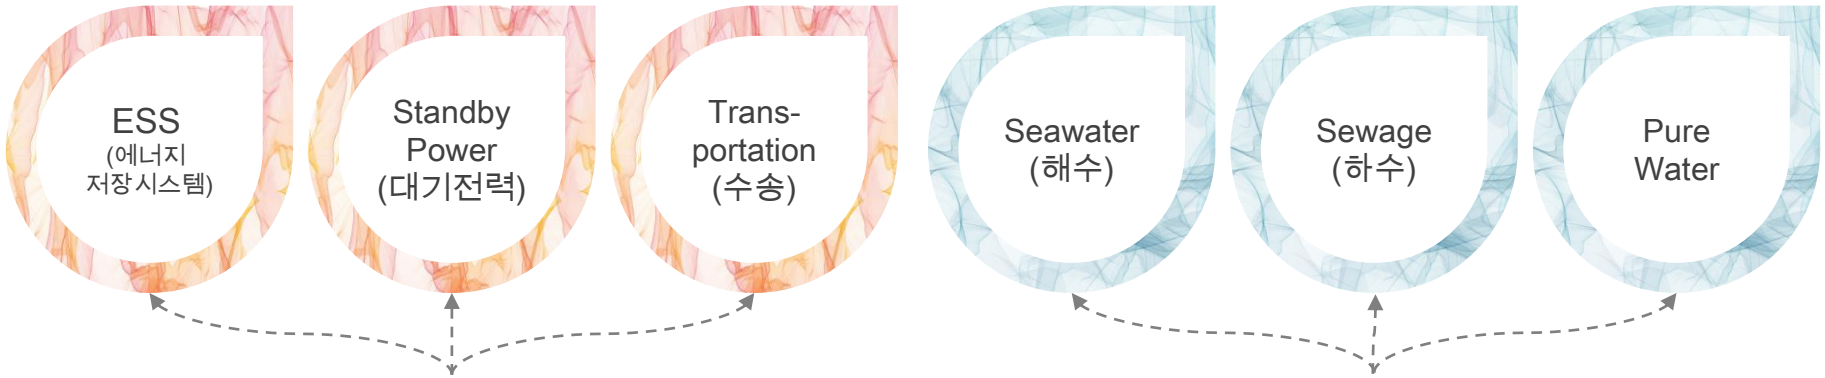 ESS
(에너지
저장시스템)
Standby
Power
(대기전력)
Trans-
portation
(수송)
Seawater
(해수)
Sewage
(하수)
Pure
Water